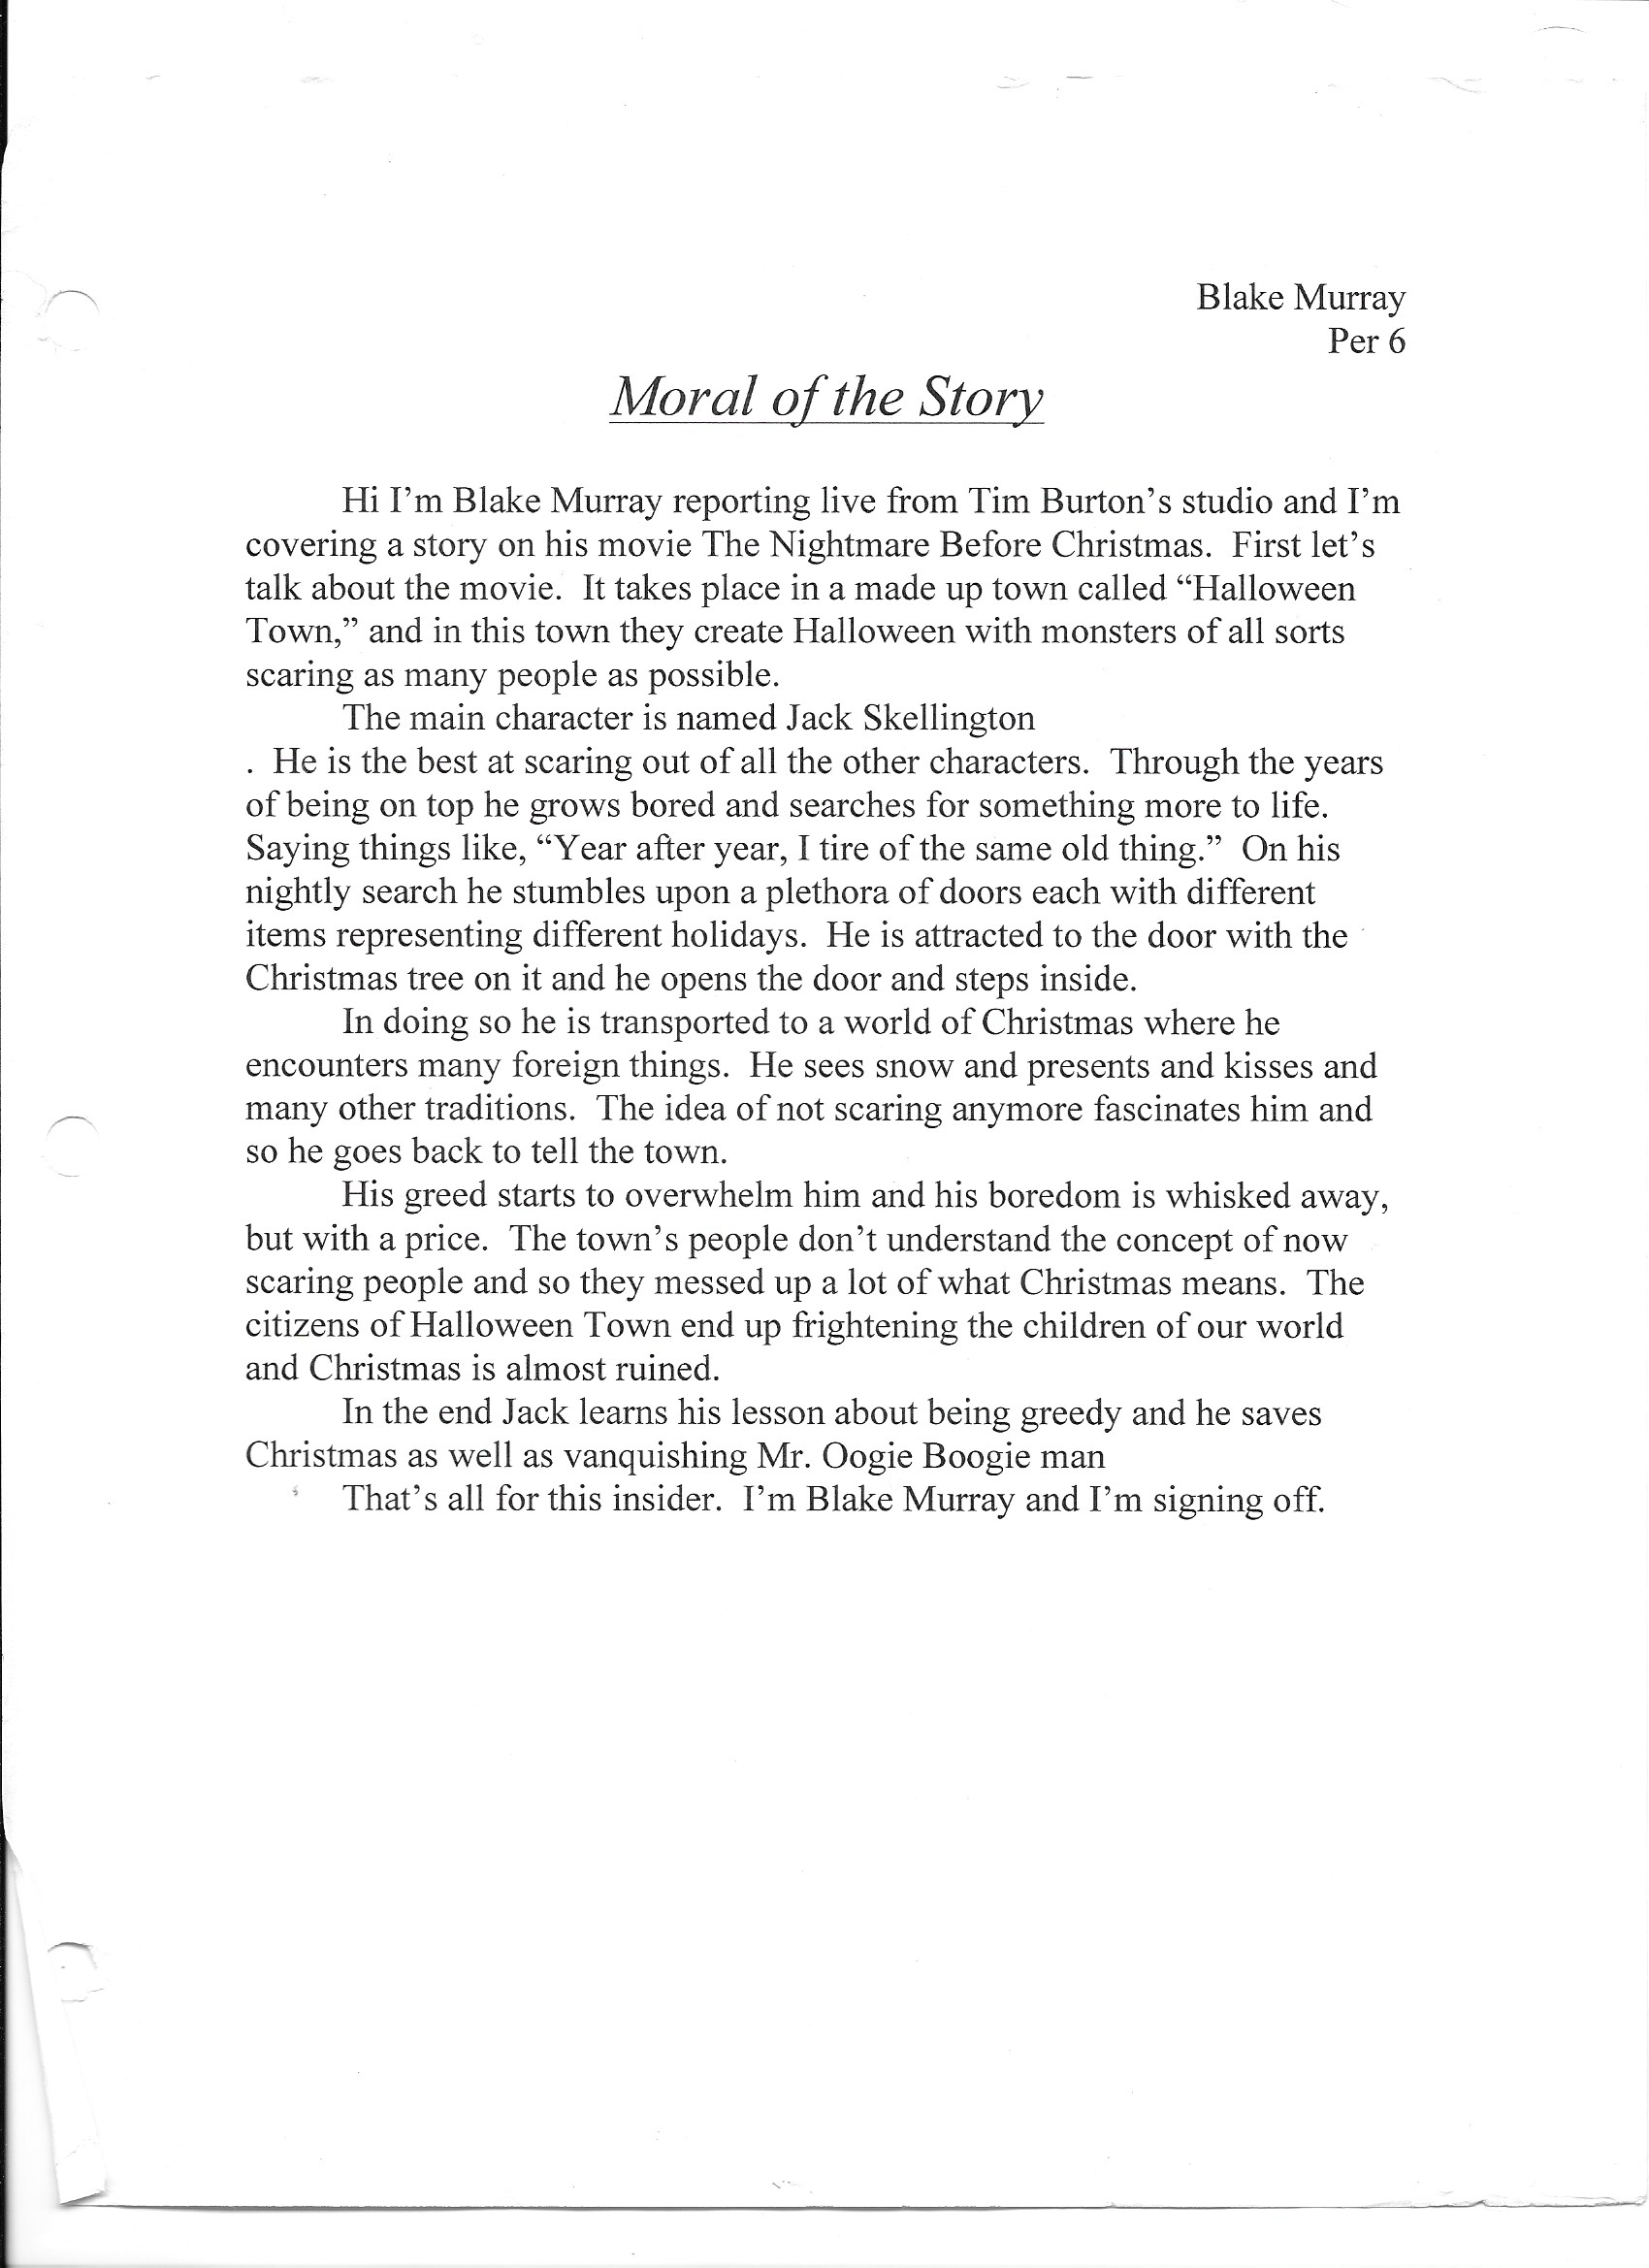 Blake Murray
Per 6
Moral of the Story
Hi I’m Blake Murray reporting live from Tim Burton’s studio and I’m
covering a story on his movie The Nightmare Before Christmas.  First let’s
talk about the movie.  It takes place in a made up town called “Halloween
Town,” and in this town they create Halloween with monsters of all sorts
scaring as many people as possible.
The main character is named Jack Skellington
.  He is the best at scaring out of all the other characters.  Through the years
of being on top he grows bored and searches for something more to life.
Saying things like, “Year after year, I tire of the same old thing.”  On his
nightly search he stumbles upon a plethora of doors each with different
items representing different holidays.  He is attracted to the door with the
Christmas tree on it and he opens the door and steps inside.
In doing so he is transported to a world of Christmas where he
encounters many foreign things.  He sees snow and presents and kisses and
many other traditions.  The idea of not scaring anymore fascinates him and
so he goes back to tell the town.
His greed starts to overwhelm him and his boredom is whisked away,
but with a price.  The town’s people don’t understand the concept of now
scaring people and so they messed up a lot of what Christmas means.  The
citizens of Halloween Town end up frightening the children of our world
and Christmas is almost ruined.
In the end Jack learns his lesson about being greedy and he saves
Christmas as well as vanquishing Mr. Oogie Boogie man
That’s all for this insider.  I’m Blake Murray and I’m signing off.